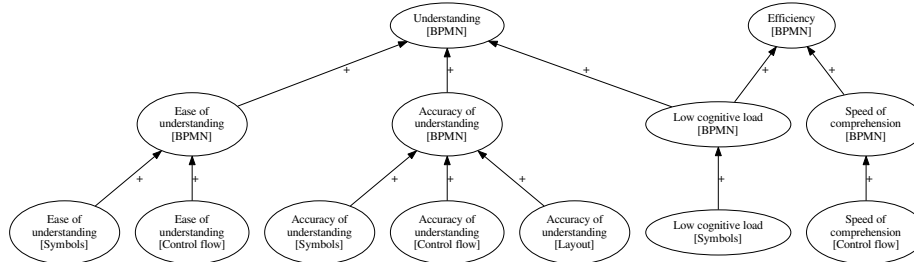 Understanding
[BPMN]
Efficiency
[BPMN]
+
+
+
+
+
Ease of
understanding
[BPMN]
Accuracy of
understanding
[BPMN]
Low cognitive load
[BPMN]
Speed of
comprehension
[BPMN]
+
+
+
+
+
+
+
Ease of
understanding
[Symbols]
Ease of
understanding
[Control flow]
Accuracy of
understanding
[Symbols]
Accuracy of
understanding
[Control flow]
Accuracy of
understanding
[Layout]
Low cognitive load
[Symbols]
Speed of
comprehension
[Control flow]